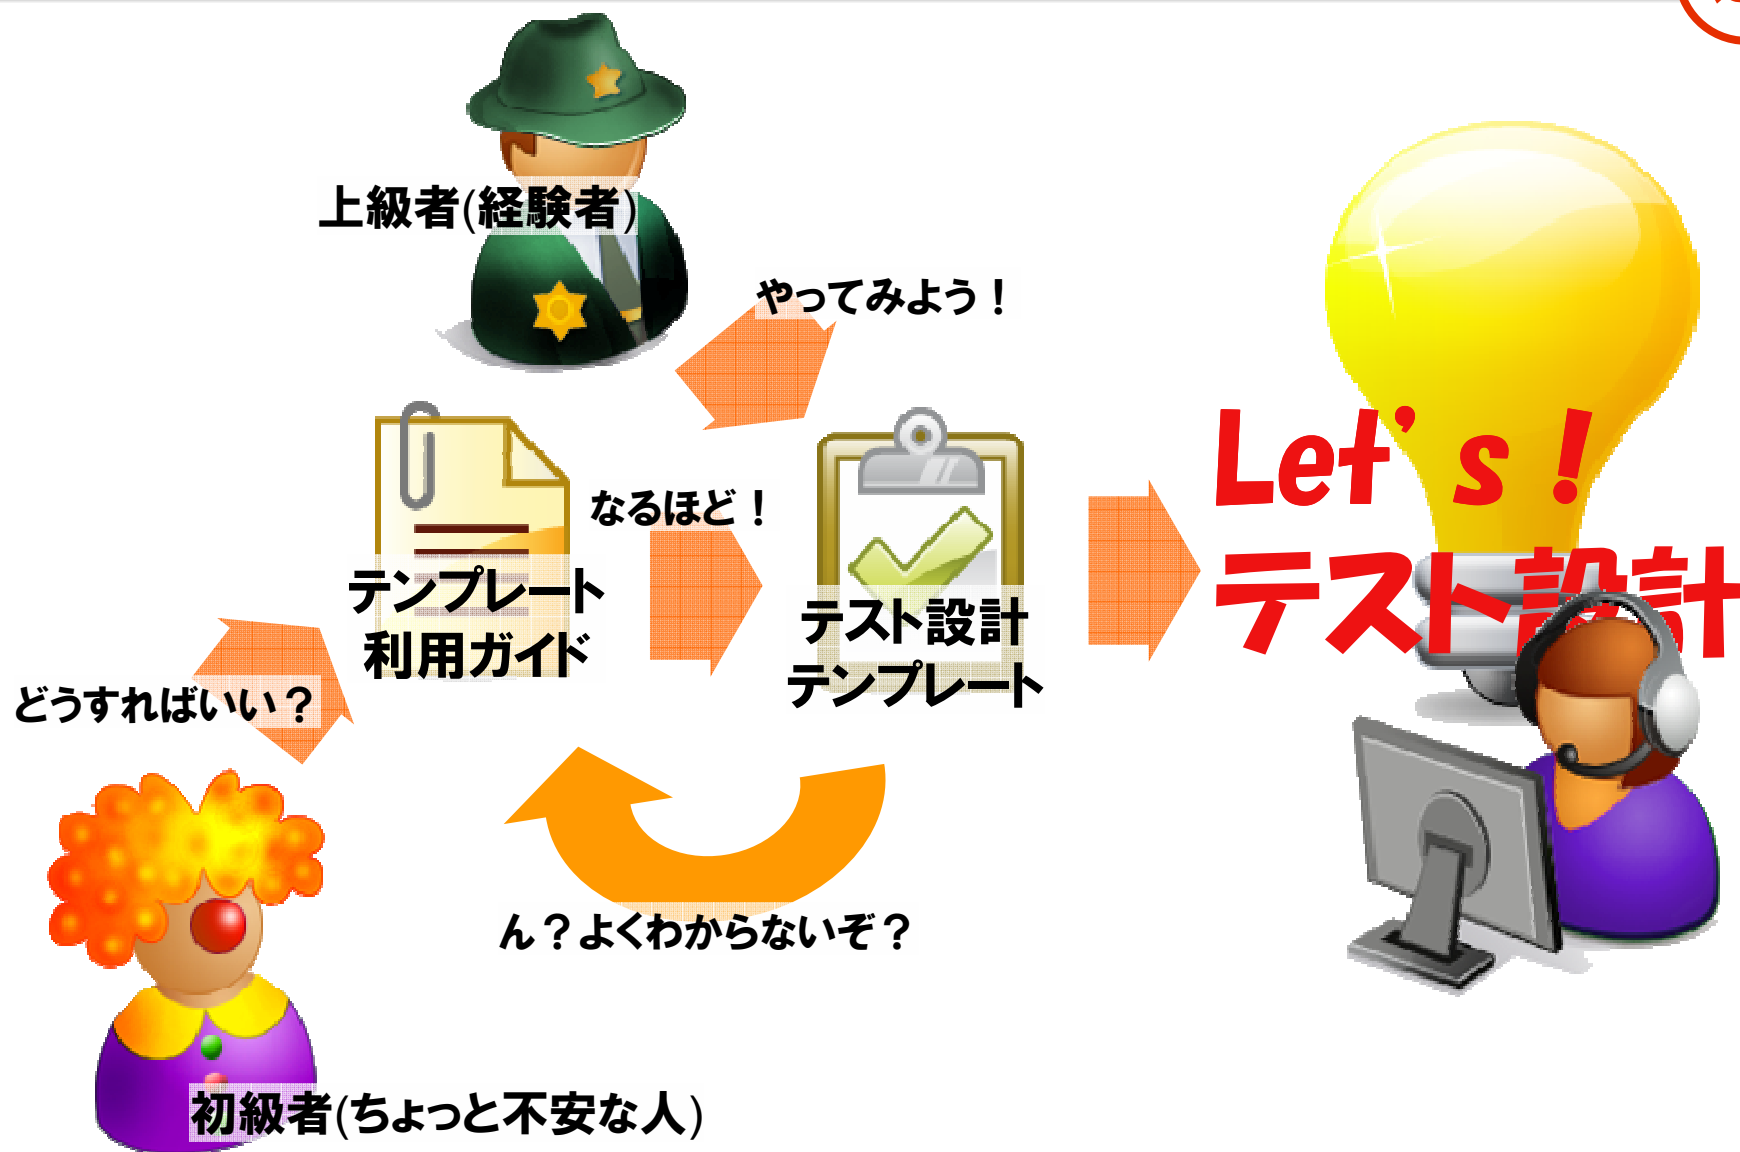 上級者(経験者)
やってみよう！
なるほど！
Let's！
テスト設計
テンプレート
利用ガイド
テスト設計
テンプレート
どうすればいい？
ん？よくわからないぞ？
初級者(ちょっと不安な人)